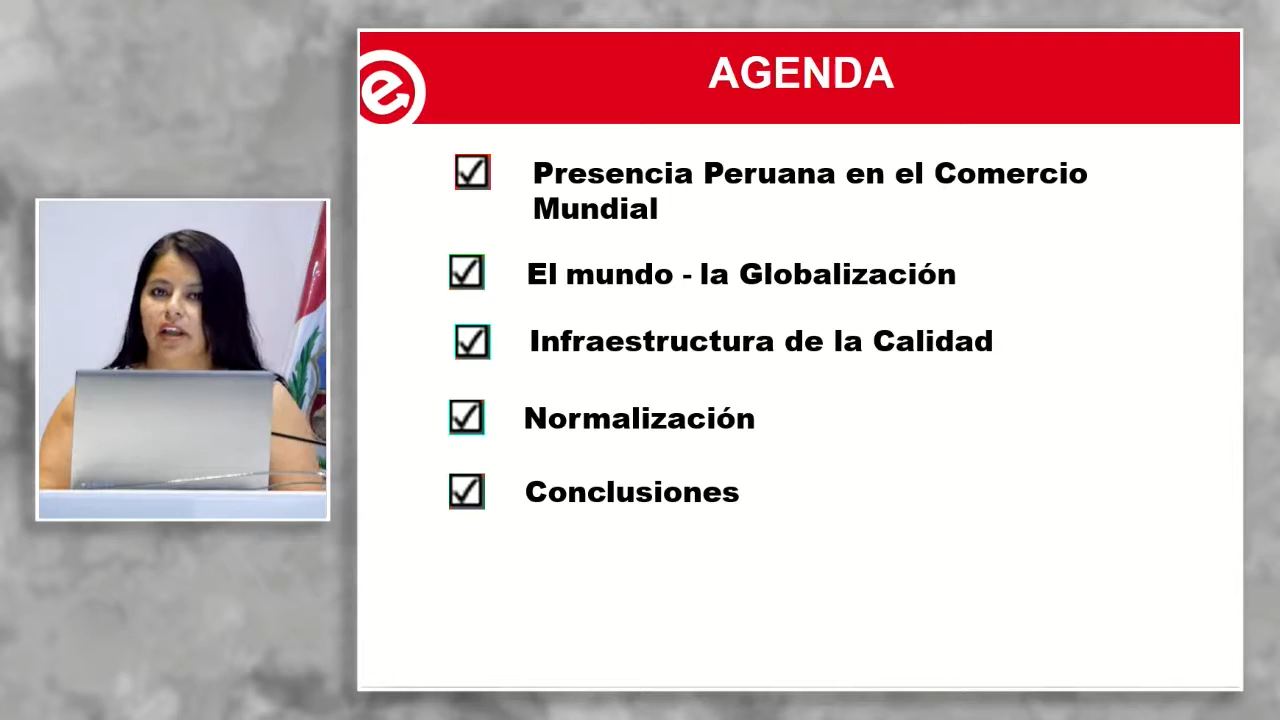 AGENDA
Presencia Peruana en el Comercio
Mundial
El mundo - la Globalización
Infraestructura de la Calidad
Normalización
Conclusiones